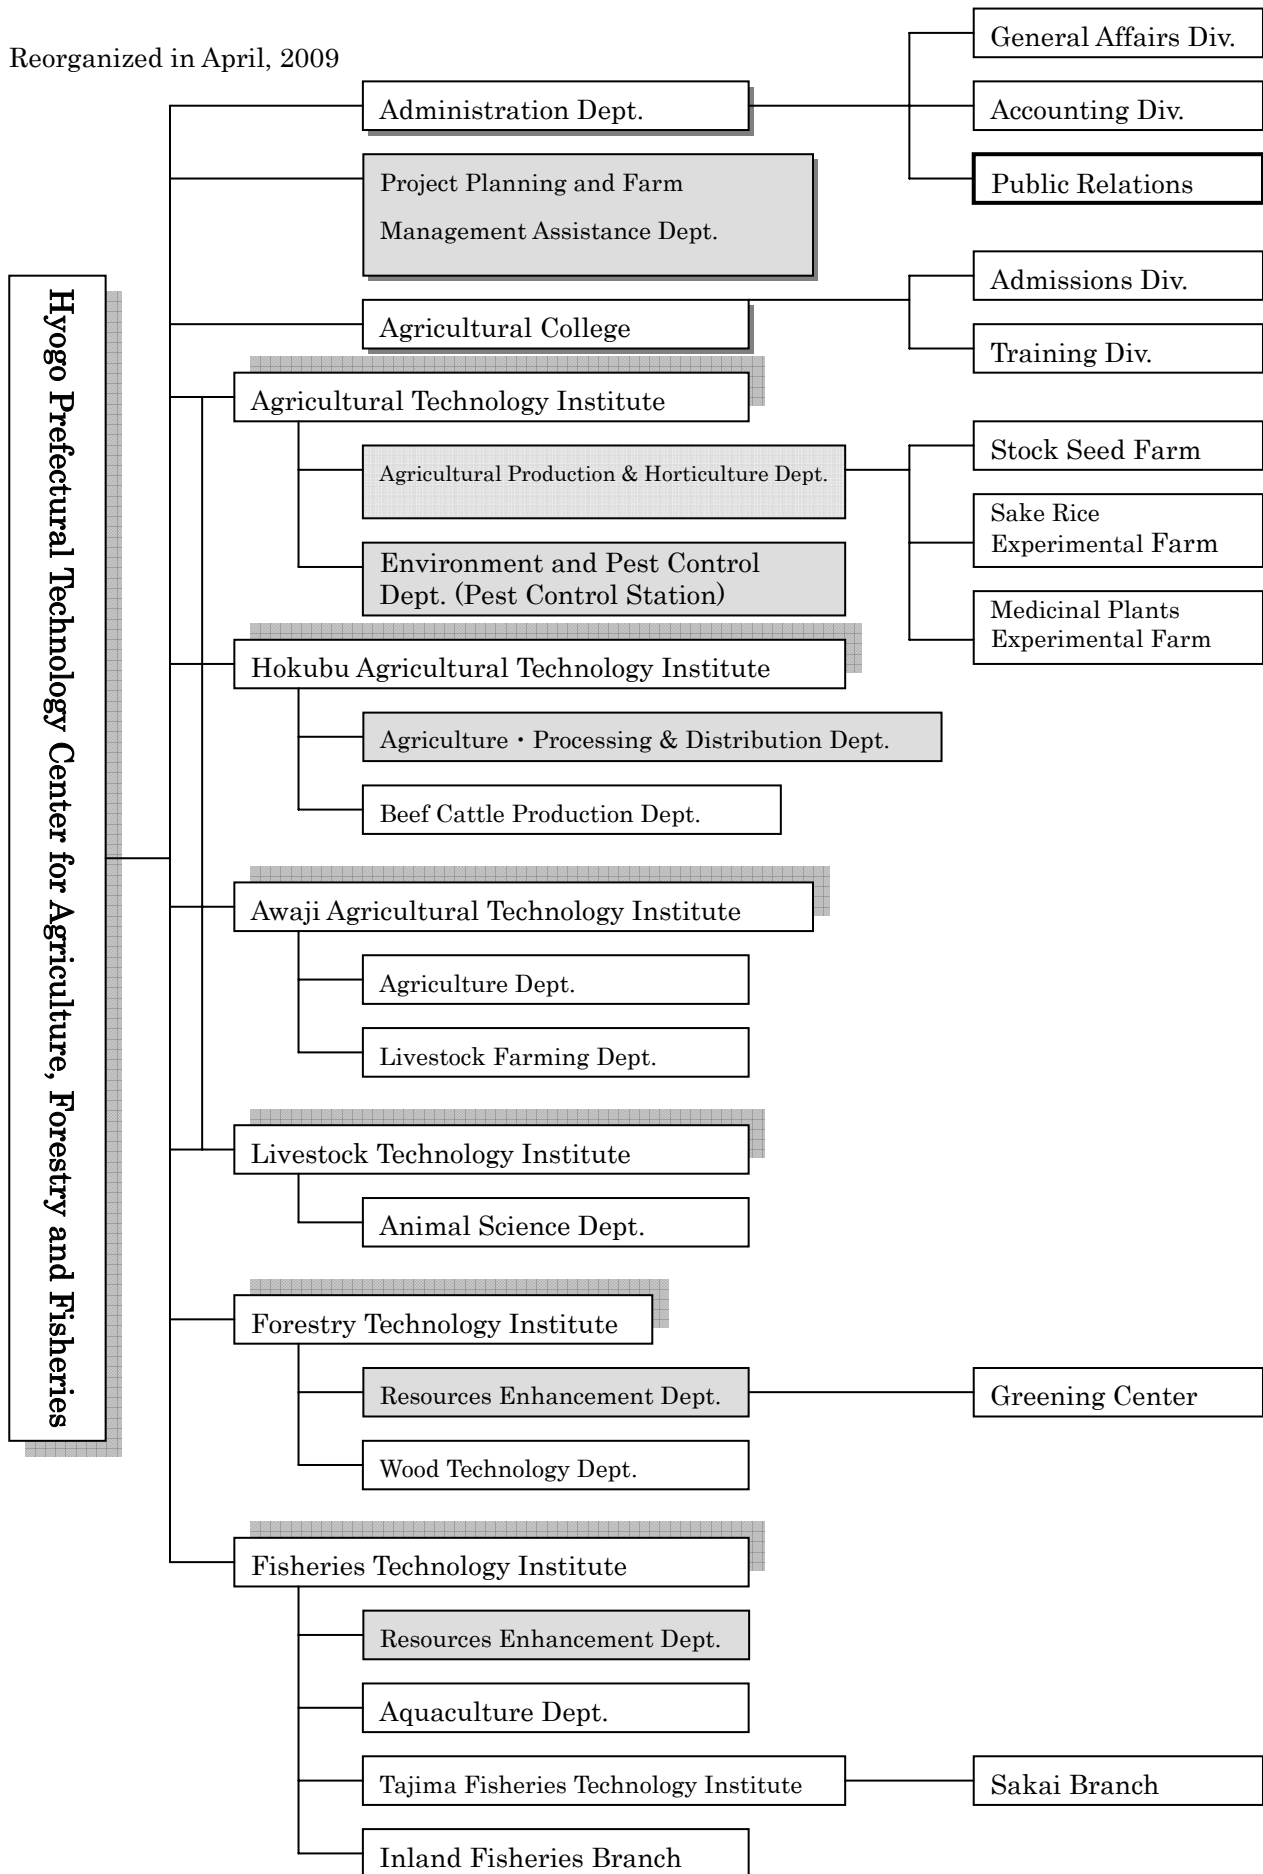 Reorganized in April, 2009
Hyogo Prefectural Technology Center for Agriculture, Forestry and Fisheries
Administration Dept.
General Affairs Div.
Accounting Div.
Public Relations
Project Planning and Farm
Management Assistance Dept.
Agricultural College
Admissions Div.
Training Div.
Agricultural Technology Institute
Agricultural Production & Horticulture Dept.
Stock Seed Farm
Sake Rice
Experimental Farm
Medicinal Plants
Experimental Farm
Environment and Pest Control
Dept. (Pest Control Station)
Hokubu Agricultural Technology Institute
Agriculture・Processing & Distribution Dept.
Beef Cattle Production Dept.
Awaji Agricultural Technology Institute
Agriculture Dept.
Livestock Farming Dept.
Livestock Technology Institute
Animal Science Dept.
Forestry Technology Institute
Resources Enhancement Dept.
Greening Center
Wood Technology Dept.
Fisheries Technology Institute
Resources Enhancement Dept.
Aquaculture Dept.
Tajima Fisheries Technology Institute
Sakai Branch
Inland Fisheries Branch